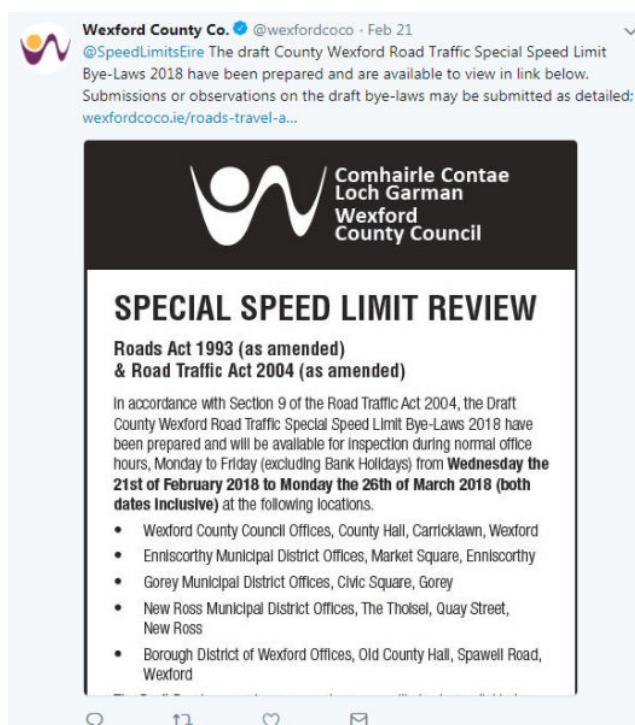 Wexford County Co. @wexfordcoco · Feb 21
@SpeedLimitsEire The draft County Wexford Road Traffic Special Speed Limit
Bye-Laws 2018 have been prepared and are available to view in link below.
Submissions or observations on the draft bye-laws may be submitted as detailed;
wexfordcoco.ie/roads-travel-a...
Comhairle Contae
Loch Garman
Wexford
County Council
SPECIAL SPEED LIMIT REVIEW
Roads Act 1993 (as amended)
& Road Traffic Act 2004 (as amended)
In accordance with Section 9 of the Road Traffic Act 2004, the Draft
County Wexford Road Traffic Special Speed Limit Bye-Laws 2018 have
been prepared and will be available for inspection during normal office
hours, Monday to Friday (excluding Bank Holidays) from Wednesday the
21st of February 2018 to Monday the 26th of March 2018 (both
dates inclusive) at the following locations.
• Wexford County Council Offices, County Hall, Carricklawn, Wexford
• Enniscorthy Municipal District Offices, Market Square, Enniscorthy
• Gorey Municipal District Offices, Civic Square, Gorey
• New Ross Municipal District Offices, The Tholsel, Quay Street,
New Ross
• Borough District of Wexford Offices, Old County Hall, Spawell Road,
Wexford